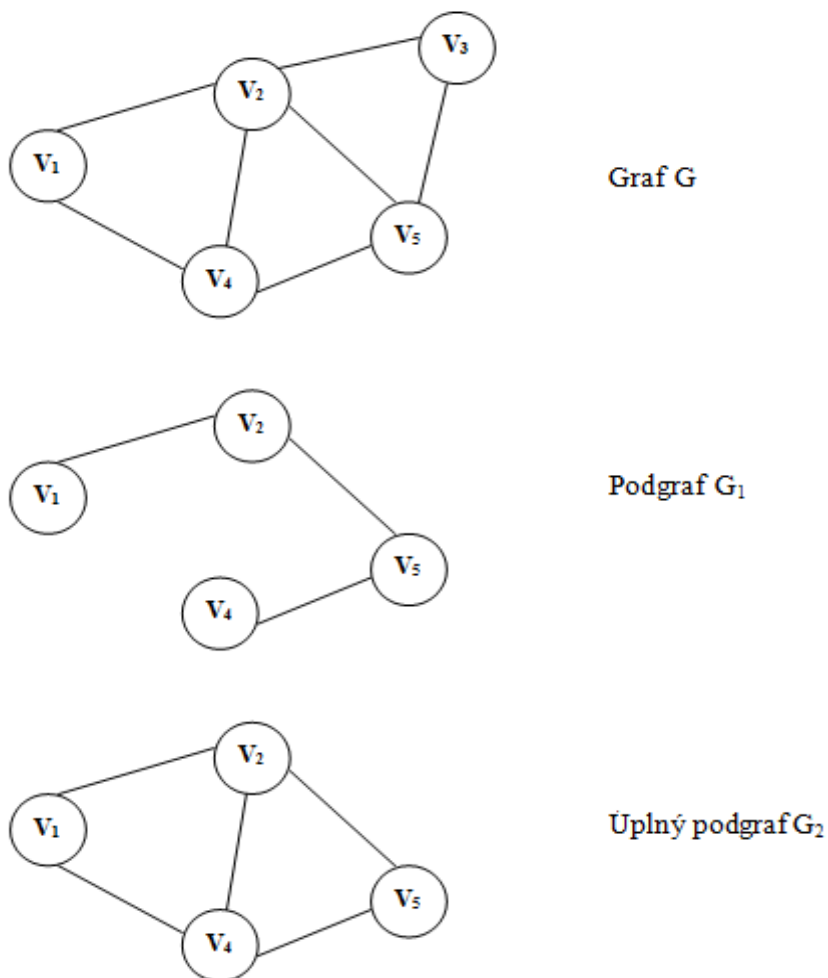 V₃
V₂
V₁
Graf G
V₅
V₄
V₂
V₁
Podgraf G₁
V₅
V₄
V₂
V₁
Úplný podgraf G₂
V₅
V₄